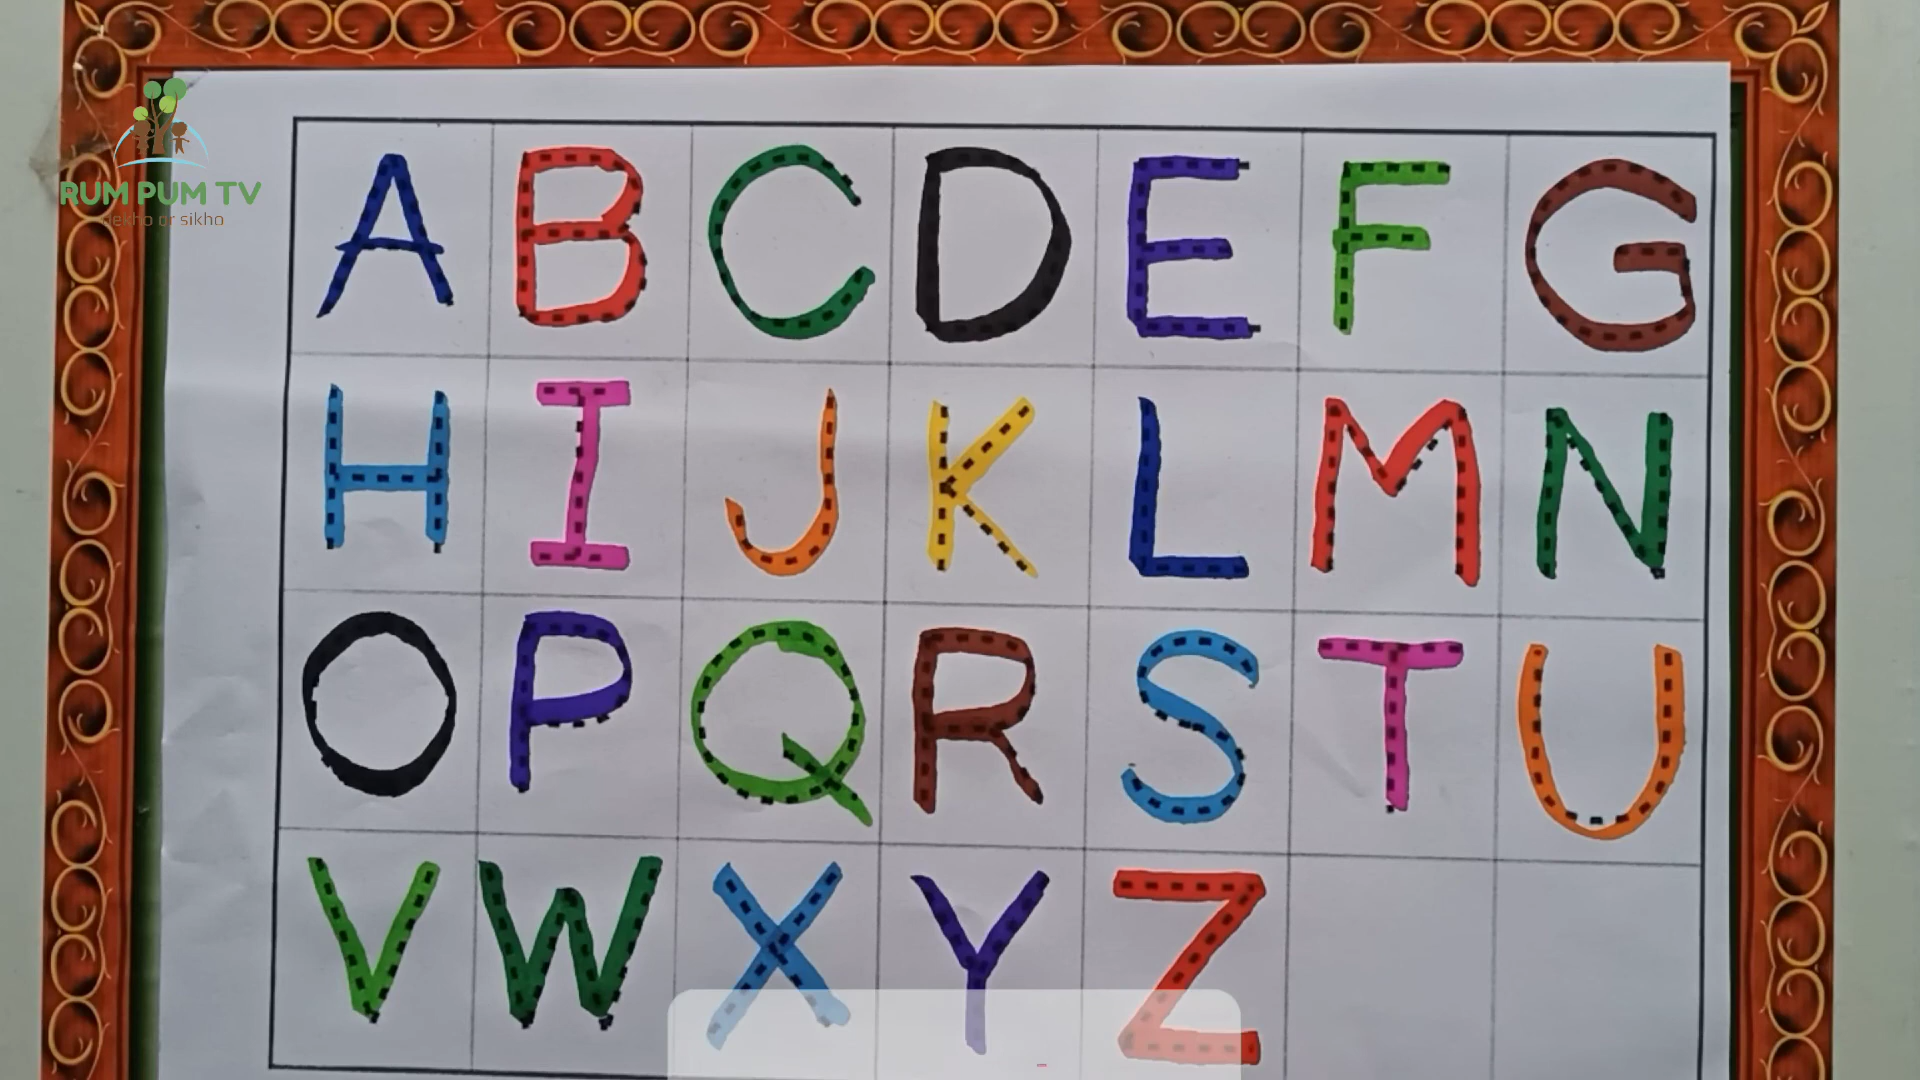 RUM PUM TV
dekho or sikho
A B C D E F G
H I J K L M N
O P Q R S T U
V W X Y Z